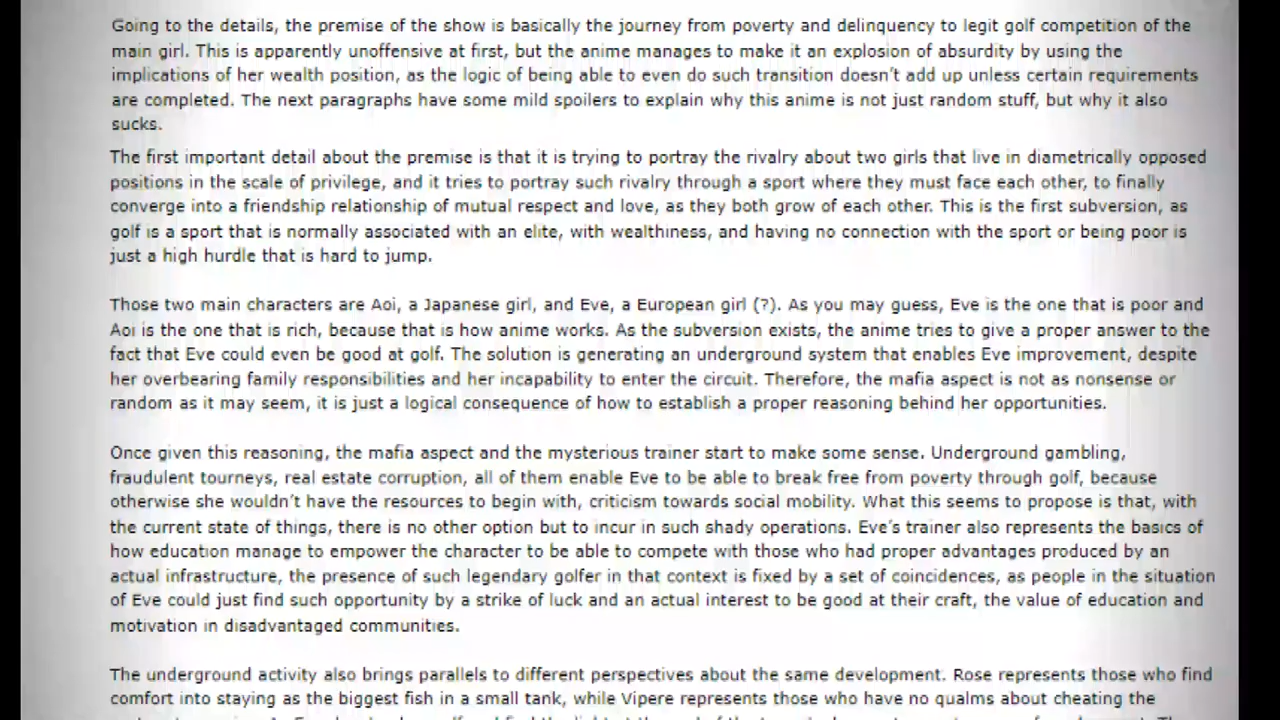 Going to the details, the premise of the show is basically the journey from poverty and delinquency to legit golf competition of the
main girl. This is apparently unoffensive at first, but the anime manages to make it an explosion of absurdity by using the
implications of her wealth position, as the logic of being able to even do such transition doesn't add up unless certain requirements
are completed. The next paragraphs have some mild spoilers to explain why this anime is not just random stuff, but why it also
sucks.
The first important detail about the premise is that it is trying to portray the rivalry about two girls that live in diametrically opposed
positions in the scale of privilege, and it tries to portray such rivalry through a sport where they must face each other, to finally
converge into a friendship relationship of mutual respect and love, as they both grow of each other. This is the first subversion, as
golf is a sport that is normally associated with an elite, with wealthiness, and having no connection with the sport or being poor is
just a high hurdle that is hard to jump.
Those two main characters are Aoi, a Japanese girl, and Eve, a European girl (?). As you may guess, Eve is the one that is poor and
Aoi is the one that is rich, because that is how anime works. As the subversion exists, the anime tries to give a proper answer to the
fact that Eve could even be good at golf. The solution is generating an underground system that enables Eve improvement, despite
her overbearing family responsibilities and her incapability to enter the circuit. Therefore, the mafia aspect is not as nonsense or
random as it may seem, it is just a logical consequence of how to establish a proper reasoning behind her opportunities.
Once given this reasoning, the mafia aspect and the mysterious trainer start to make some sense. Underground gambling,
fraudulent tourneys, real estate corruption, all of them enable Eve to be able to break free from poverty through golf, because
otherwise she wouldn't have the resources to begin with, criticism towards social mobility. What this seems to propose is that, with
the current state of things, there is no other option but to incur in such shady operations. Eve's trainer also represents the basics of
how education manage to empower the character to be able to compete with those who had proper advantages produced by an
actual infrastructure, the presence of such legendary golfer in that context is fixed by a set of coincidences, as people in the situation
of Eve could just find such opportunity by a strike of luck and an actual interest to be good at their craft, the value of education and
motivation in disadvantaged communities.
The underground activity also brings parallels to different perspectives about the same development. Rose represents those who find
comfort into staying as the biggest fish in a small tank, while Vipere represents those who have no qualms about cheating the